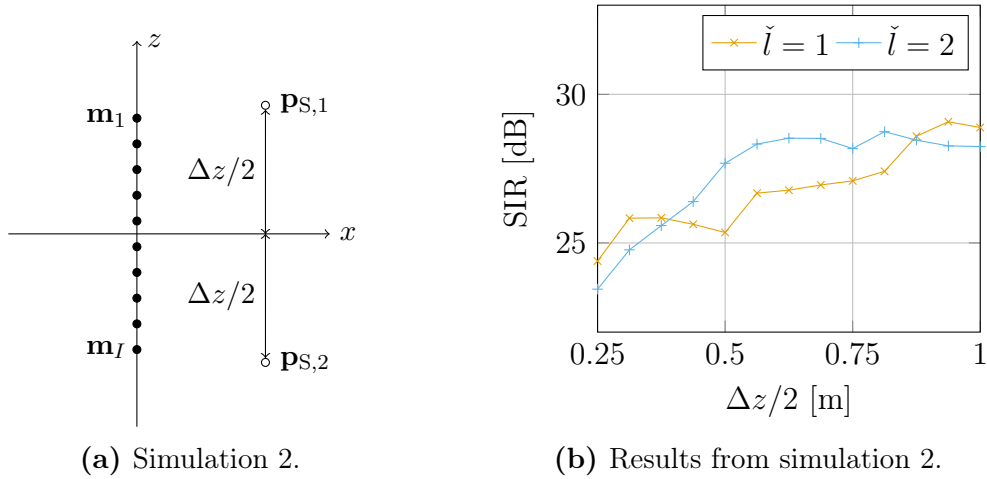 z
m₁
p_S,1
Δz/2
x
Δz/2
m_I
p_S,2
(a) Simulation 2.
ľ = 1 ľ = 2
30
25
SIR [dB]
0.25 0.5 0.75 1
Δz/2 [m]
(b) Results from simulation 2.